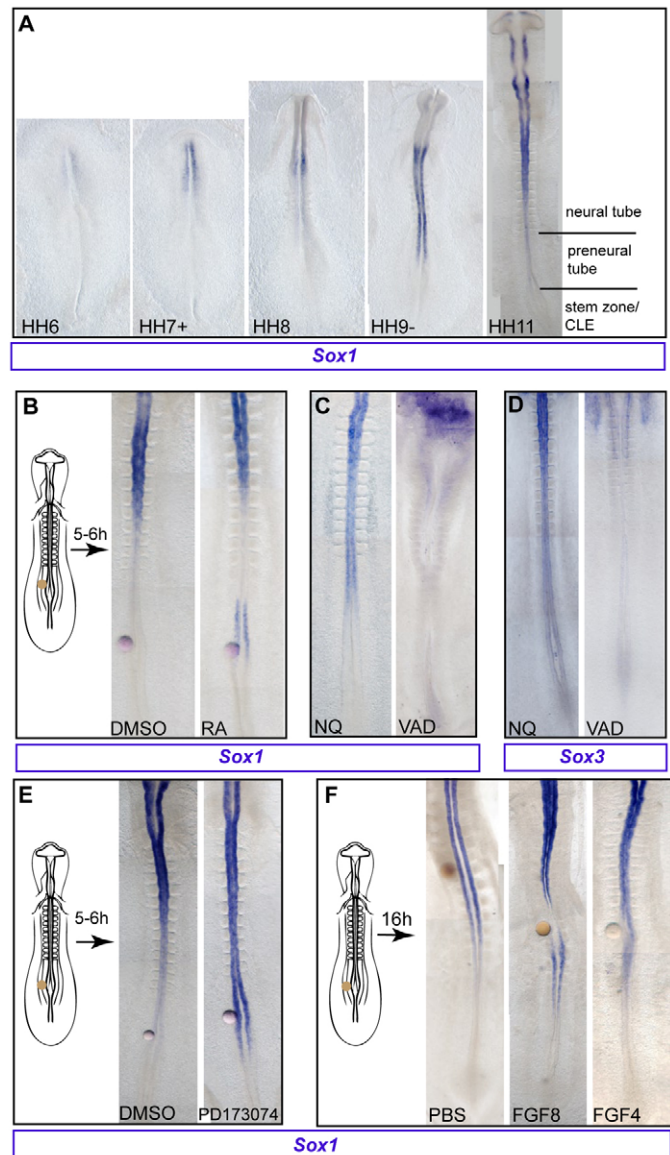 A
HH6
HH7+
HH8
HH9-
HH11
neural tube
preneural
tube
stem zone/
CLE
Sox1
B
5-6h
DMSO
RA
C
NQ
VAD
D
NQ
VAD
Sox1
Sox3
E
5-6h
DMSO
PD173074
F
16h
PBS
FGF8
FGF4
Sox1